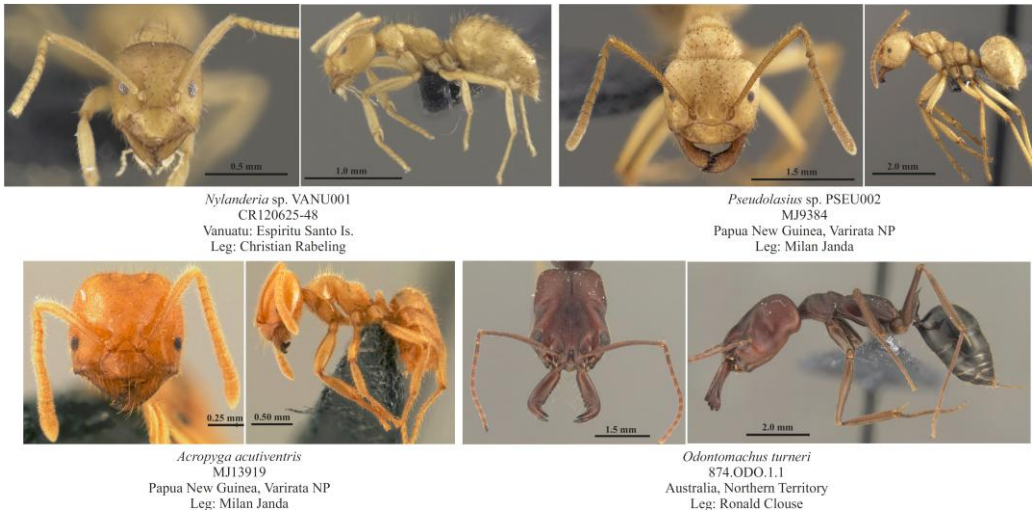 0.5 mm
1.0 mm
Nylanderia sp. VANU001
CR120625-48
Vanuatu: Espiritu Santo Is.
Leg: Christian Rabeling
1.5 mm
2.0 mm
Pseudolasius sp. PSEU002
MJ9384
Papua New Guinea, Varirata NP
Leg: Milan Janda
0.25 mm
0.50 mm
Acropyga acutiventris
MJ13919
Papua New Guinea, Varirata NP
Leg: Milan Janda
1.5 mm
2.0 mm
Odontomachus turneri
874.ODO.1.1
Australia, Northern Territory
Leg: Ronald Clouse